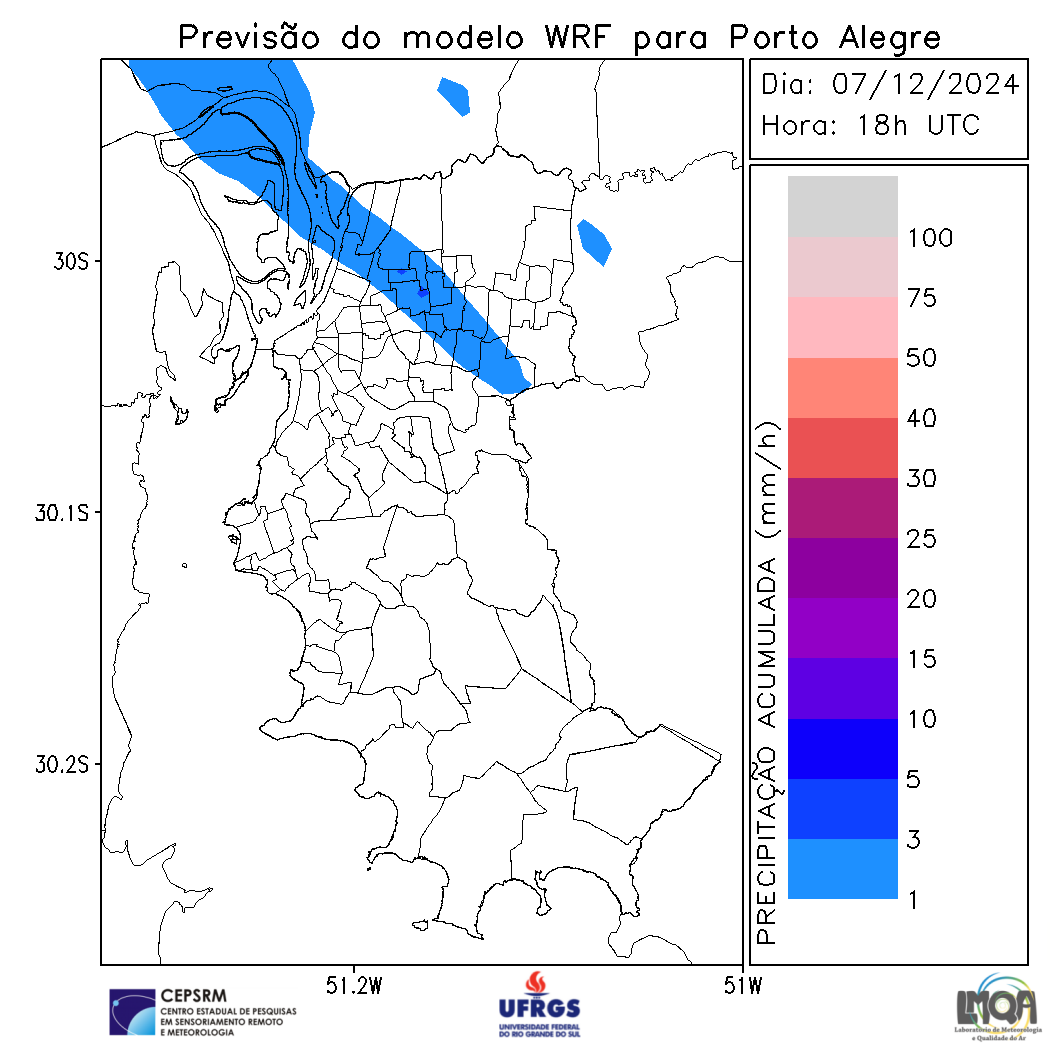 Previsão do modelo WRF para Porto Alegre
Dia: 07/12/2024
Hora: 18h UTC
30S
30.1S
30.2S
51.2W
51W
PRECIPITAÇÃO ACUMULADA (mm/h)
100
75
50
40
30
25
20
15
10
5
3
1
CEPSRM
CENTRO ESTADUAL DE PESQUISAS
EM SENSORIAMENTO REMOTO
E METEOROLOGIA
UFRGS
UNIVERSIDADE FEDERAL
DO RIO GRANDE DO SUL
LMQA
Laboratório de Meteorologia
e Qualidade do Ar